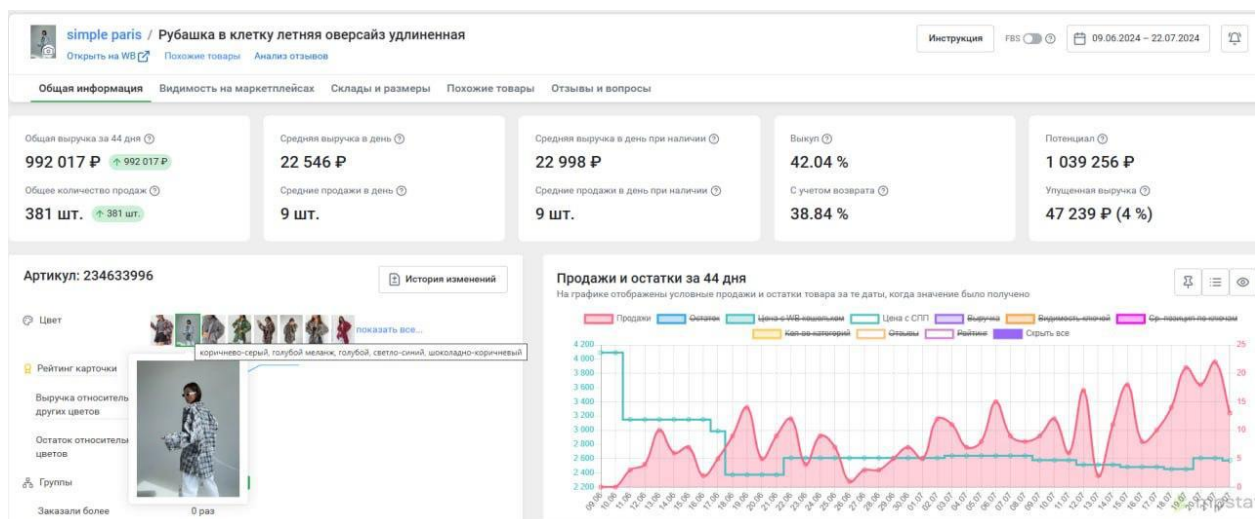 simple paris / Рубашка в клетку летняя оверсайз удлиненная
Инструкция FBS 09.06.2024 – 22.07.2024
Открыть на WB Похожие товары Анализ отзывов
Общая информация Видимость на маркетплейсах Склады и размеры Похожие товары Отзывы и вопросы
Общая выручка за 44 дня
992 017 ₽ ↑ 992 017 ₽
Общее количество продаж
381 шт. ↑ 381 шт.
Средняя выручка в день
22 546 ₽
Средние продажи в день
9 шт.
Средняя выручка в день при наличии
22 998 ₽
Средние продажи в день при наличии
9 шт.
Выкуп
42.04 %
С учетом возврата
38.84 %
Потенциал
1 039 256 ₽
Упущенная выручка
47 239 ₽ (4 %)
Артикул: 234633996
История изменений
Цвет
показать все...
коричнево-серый, голубой меланж, голубой, светло-синий, шоколадно-коричневый
Рейтинг карточки
Выручка относитель
других цветов
Остаток относитель
цветов
Группы
Заказали более 0 раз
Продажи и остатки за 44 дня
На графике отображены условные продажи и остатки товара за те даты, когда значение было получено
Продажи Остаток Цена с WB кошельком Цена с СПП Выручка Видимость, ключей Ср. позиция по ключам
Кол-во категорий Отзывы Рейтинг Скрыть все
4 200
4 000
3 800
3 600
3 400
3 200
3 000
2 800
2 600
2 400
2 200
25
20
15
10
5
0
09.06 10.06 11.06